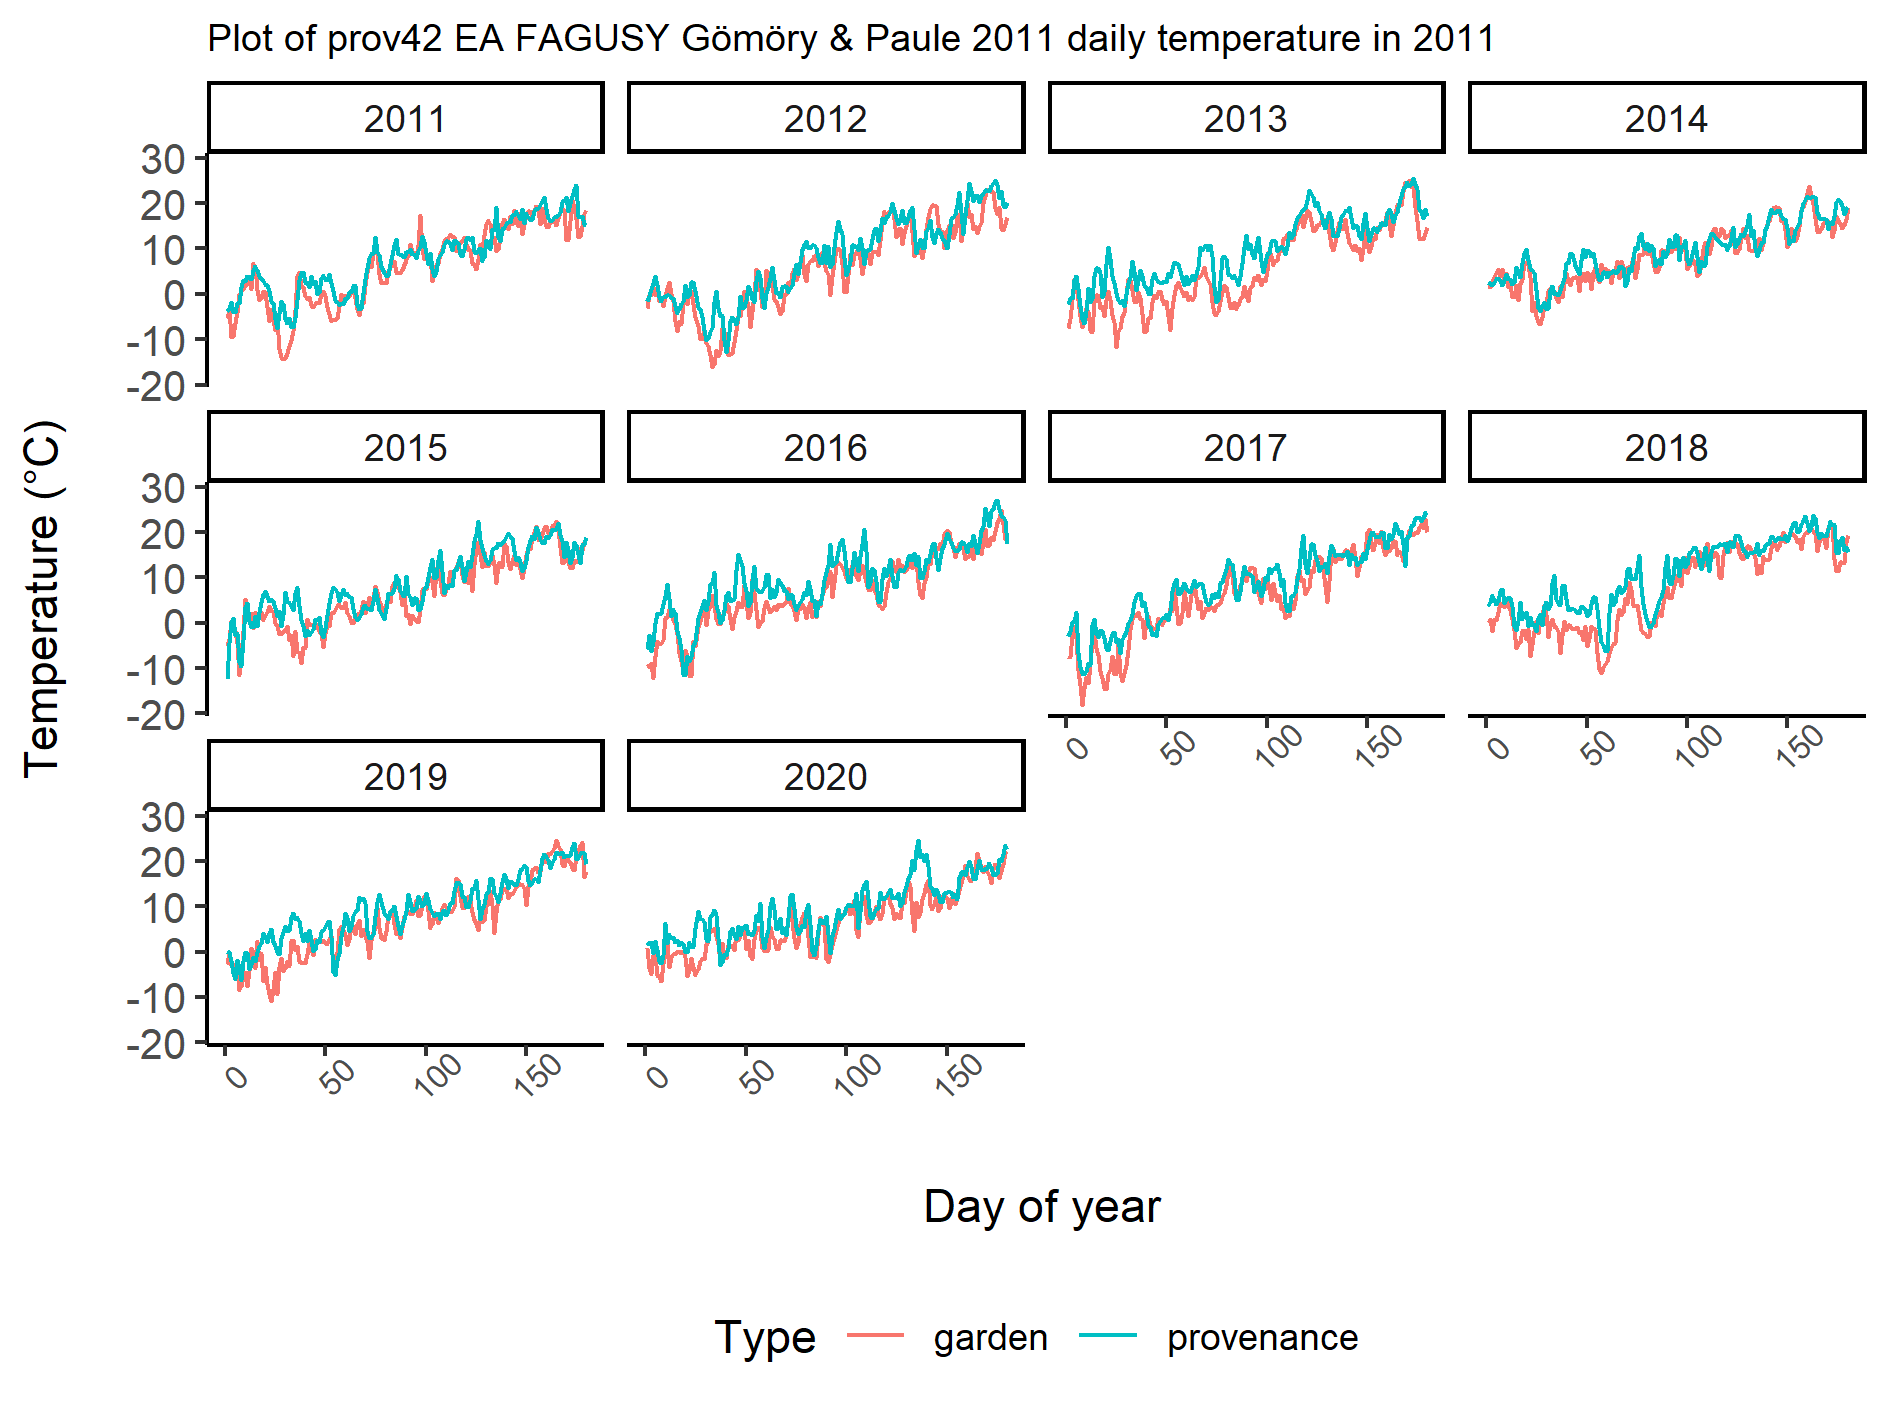 Plot of prov42 EA FAGUSY Gömöry & Paule 2011 daily temperature in 2011
2011 2012 2013 2014
30
20
10
0
-10
-20
2015 2016 2017 2018
30
20
10
0
-10
-20
0 50 100 150 0 50 100 150
2019 2020
30
20
10
0
-10
-20
0 50 100 150 0 50 100 150
Temperature (°C)
Day of year
Type garden provenance